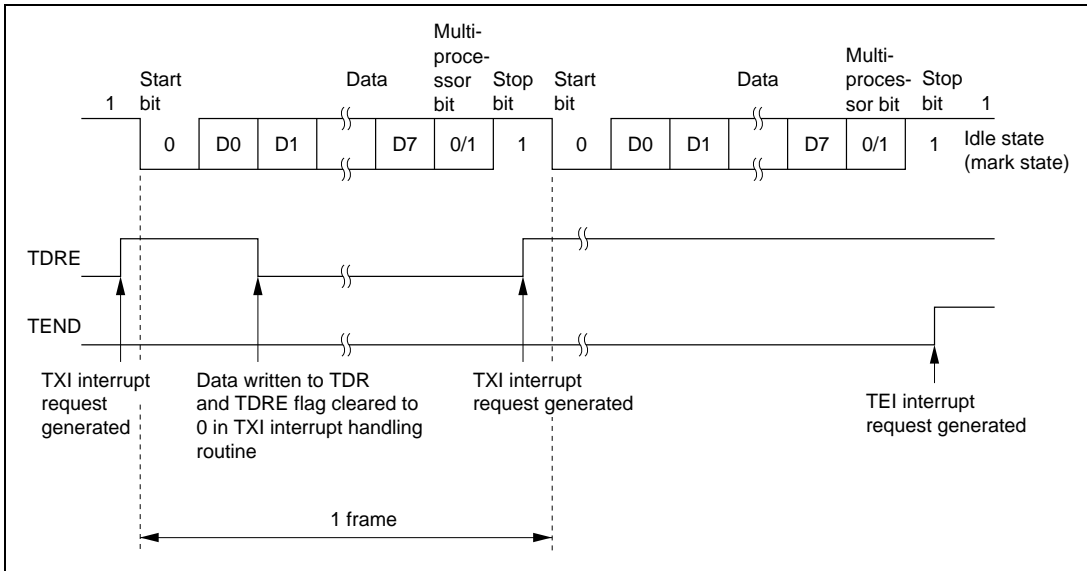 Multi-
proce-
ssor
bit
Start
bit
Data
Stop
bit
Start
bit
Data
Multi-
proces-
sor bit
Stop
bit
1
1
0
D0
D1
D7
0/1
1
0
D0
D1
D7
0/1
1
Idle state
(mark state)
TDRE
TEND
TXI interrupt
request
generated
Data written to TDR
and TDRE flag cleared to
0 in TXI interrupt handling
routine
TXI interrupt
request generated
TEI interrupt
request generated
1 frame